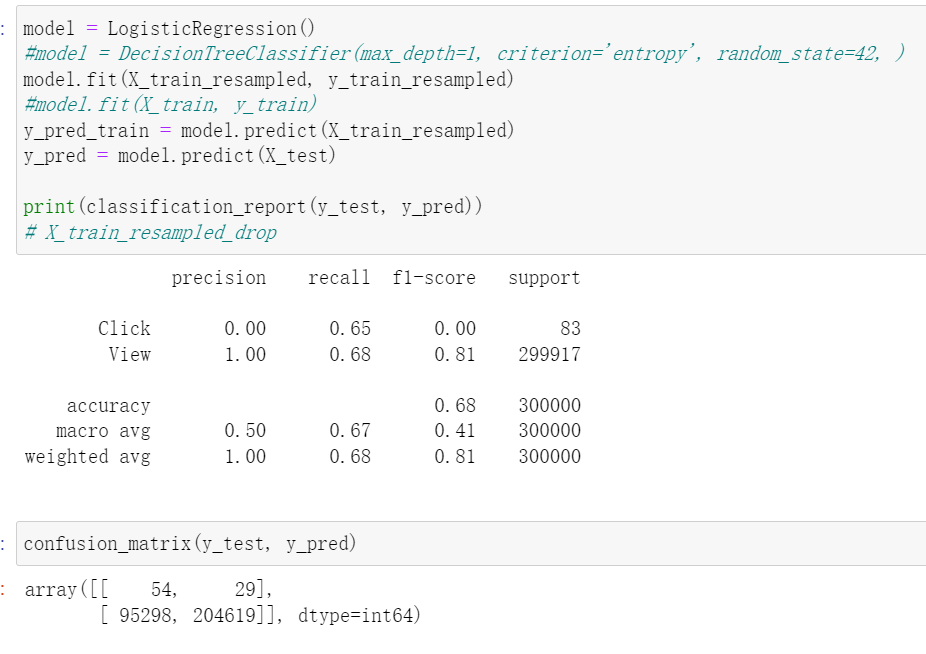 : model = LogisticRegression()
#model = DecisionTreeClassifier(max_depth=1, criterion='entropy', random_state=42, )
model.fit(X_train_resampled, y_train_resampled)
#model.fit(X_train, y_train)
y_pred_train = model.predict(X_train_resampled)
y_pred = model.predict(X_test)
print(classification_report(y_test, y_pred))
# X_train_resampled_drop
precision recall f1-score support
Click 0.00 0.65 0.00 83
View 1.00 0.68 0.81 299917
accuracy 0.68 300000
macro avg 0.50 0.67 0.41 300000
weighted avg 1.00 0.68 0.81 300000
: confusion_matrix(y_test, y_pred)
: array([[ 54, 29],
[ 95298, 204619]], dtype=int64)